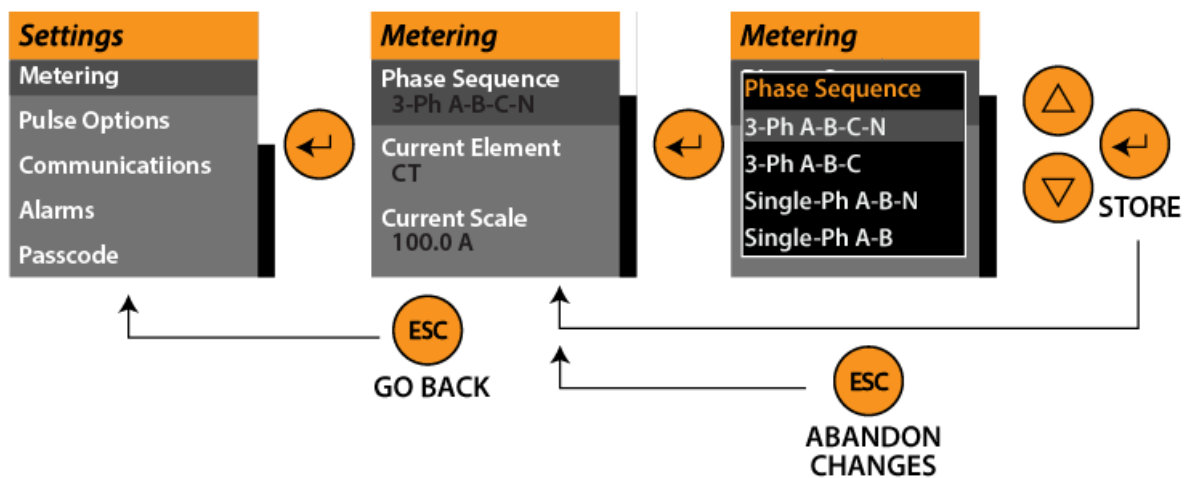 Settings
Metering
Pulse Options
Communicatiions
Alarms
Passcode
Metering
Phase Sequence
3-Ph A-B-C-N
Current Element
CT
Current Scale
100.0 A
Metering
Phase Sequence
3-Ph A-B-C-N
3-Ph A-B-C
Single-Ph A-B-N
Single-Ph A-B
STORE
ESC
GO BACK
ESC
ABANDON
CHANGES